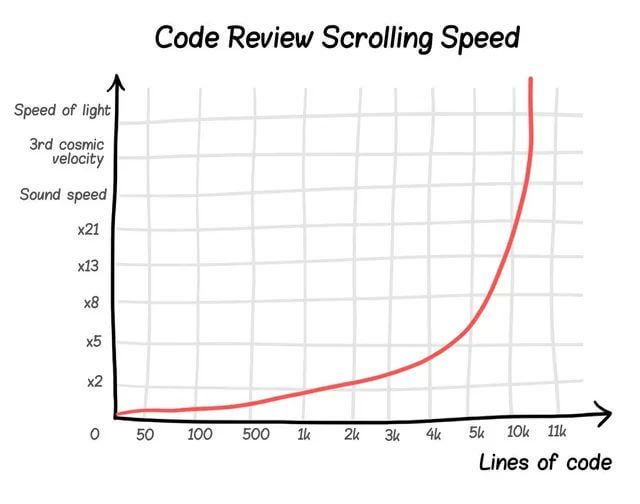 Code Review Scrolling Speed
Speed of light
3rd cosmic
velocity
Sound speed
x21
x13
x8
x5
x2
0 50 100 500 1k 2k 3k 4k 5k 10k 11k
Lines of code